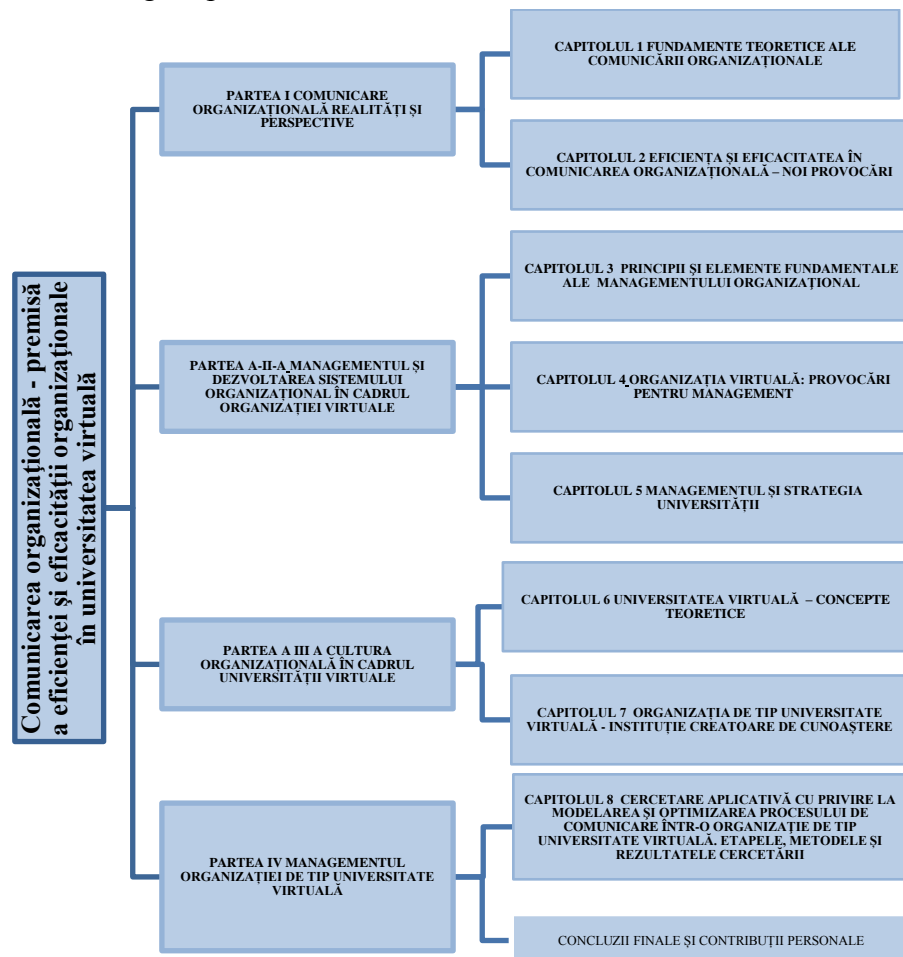 Comunicarea organizaţională - premisă
a eficienţei şi eficacităţii organizaţionale
în universitatea virtuală
PARTEA I COMUNICARE
ORGANIZAȚIONALĂ REALITĂȚI ȘI
PERSPECTIVE
CAPITOLUL 1 FUNDAMENTE TEORETICE ALE
COMUNICĂRII ORGANIZAȚIONALE
CAPITOLUL 2 EFICIENȚA ȘI EFICACITATEA ÎN
COMUNICAREA ORGANIZAȚIONALĂ – NOI PROVOCĂRI
PARTEA A-II-A MANAGEMENTUL ȘI
DEZVOLTAREA SISTEMULUI
ORGANIZAȚIONAL ÎN CADRUL
ORGANIZAȚIEI VIRTUALE
CAPITOLUL 3 PRINCIPII ȘI ELEMENTE FUNDAMENTALE
ALE MANAGEMENTULUI ORGANIZAȚIONAL
CAPITOLUL 4 ORGANIZAȚIA VIRTUALĂ: PROVOCĂRI
PENTRU MANAGEMENT
CAPITOLUL 5 MANAGEMENTUL ȘI STRATEGIA
UNIVERSITĂȚII
PARTEA A III A CULTURA
ORGANIZAȚIONALĂ ÎN CADRUL
UNIVERSITĂȚII VIRTUALE
CAPITOLUL 6 UNIVERSITATEA VIRTUALĂ – CONCEPTE
TEORETICE
CAPITOLUL 7 ORGANIZAȚIA DE TIP UNIVERSITATE
VIRTUALĂ - INSTITUȚIE CREATOARE DE CUNOAȘTERE
PARTEA IV MANAGEMENTUL
ORGANIZAȚIEI DE TIP UNIVERSITATE
VIRTUALĂ
CAPITOLUL 8 CERCETARE APLICATIVĂ CU PRIVIRE LA
MODELAREA ȘI OPTIMIZAREA PROCESULUI DE
COMUNICARE ÎNTR-O ORGANIZAȚIE DE TIP
UNIVERSITATE VIRTUALĂ. ETAPELE, METODELE ȘI
REZULTATELE CERCETĂRII
CONCLUZII FINALE ȘI CONTRIBUȚII PERSONALE